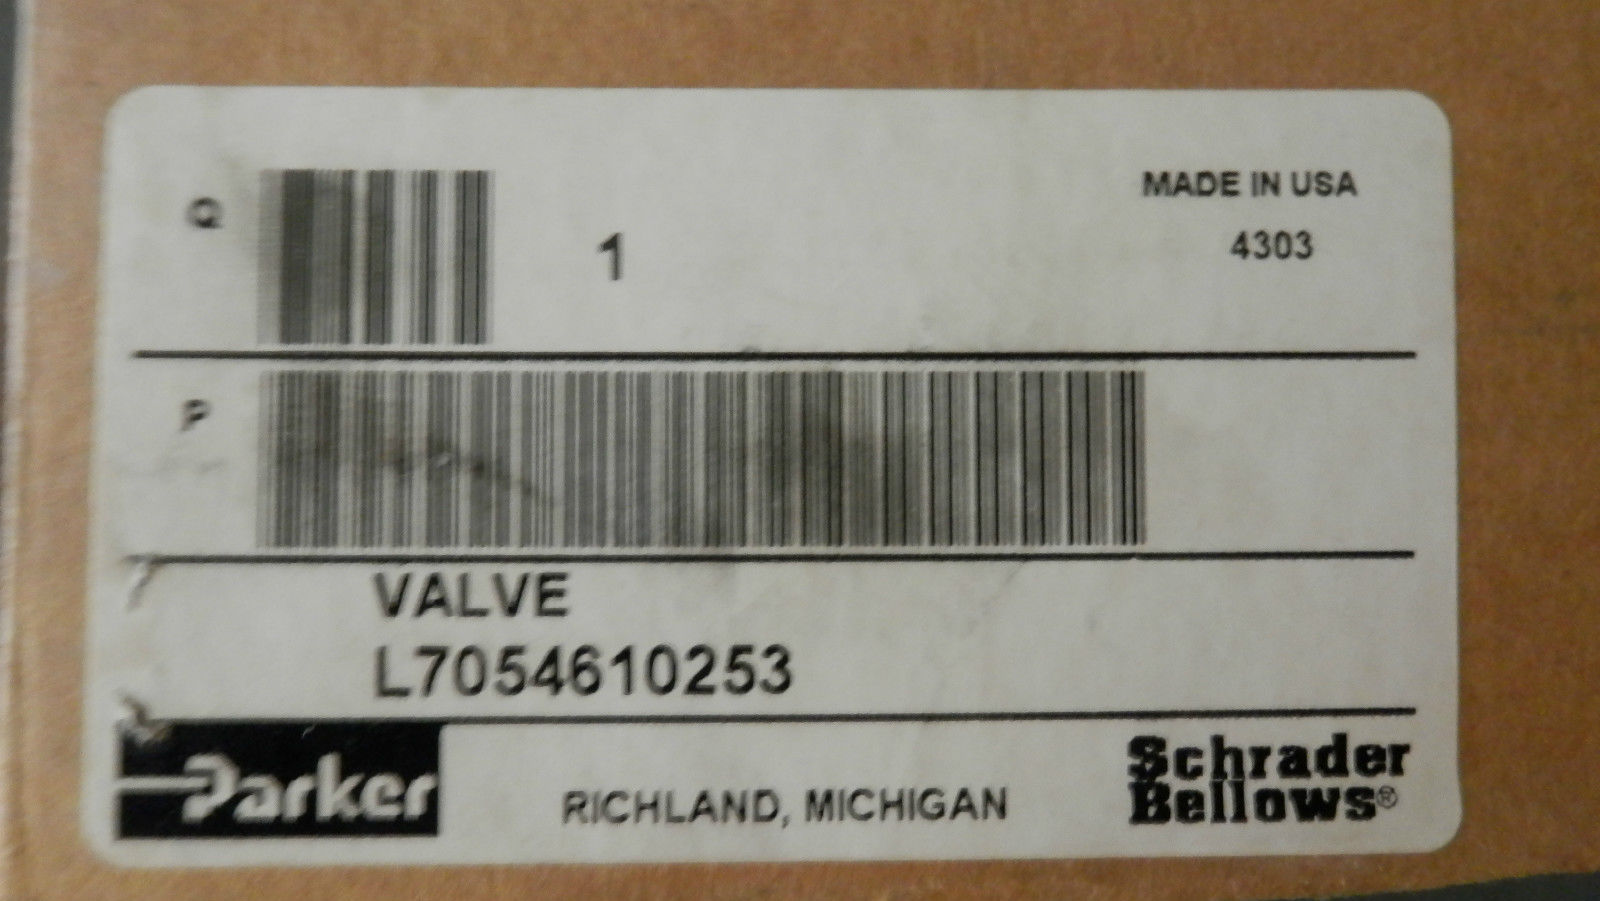 Q
1
MADE IN USA
4303
P
VALVE
L7054610253
Parker
RICHLAND, MICHIGAN
Schrader
Bellows®